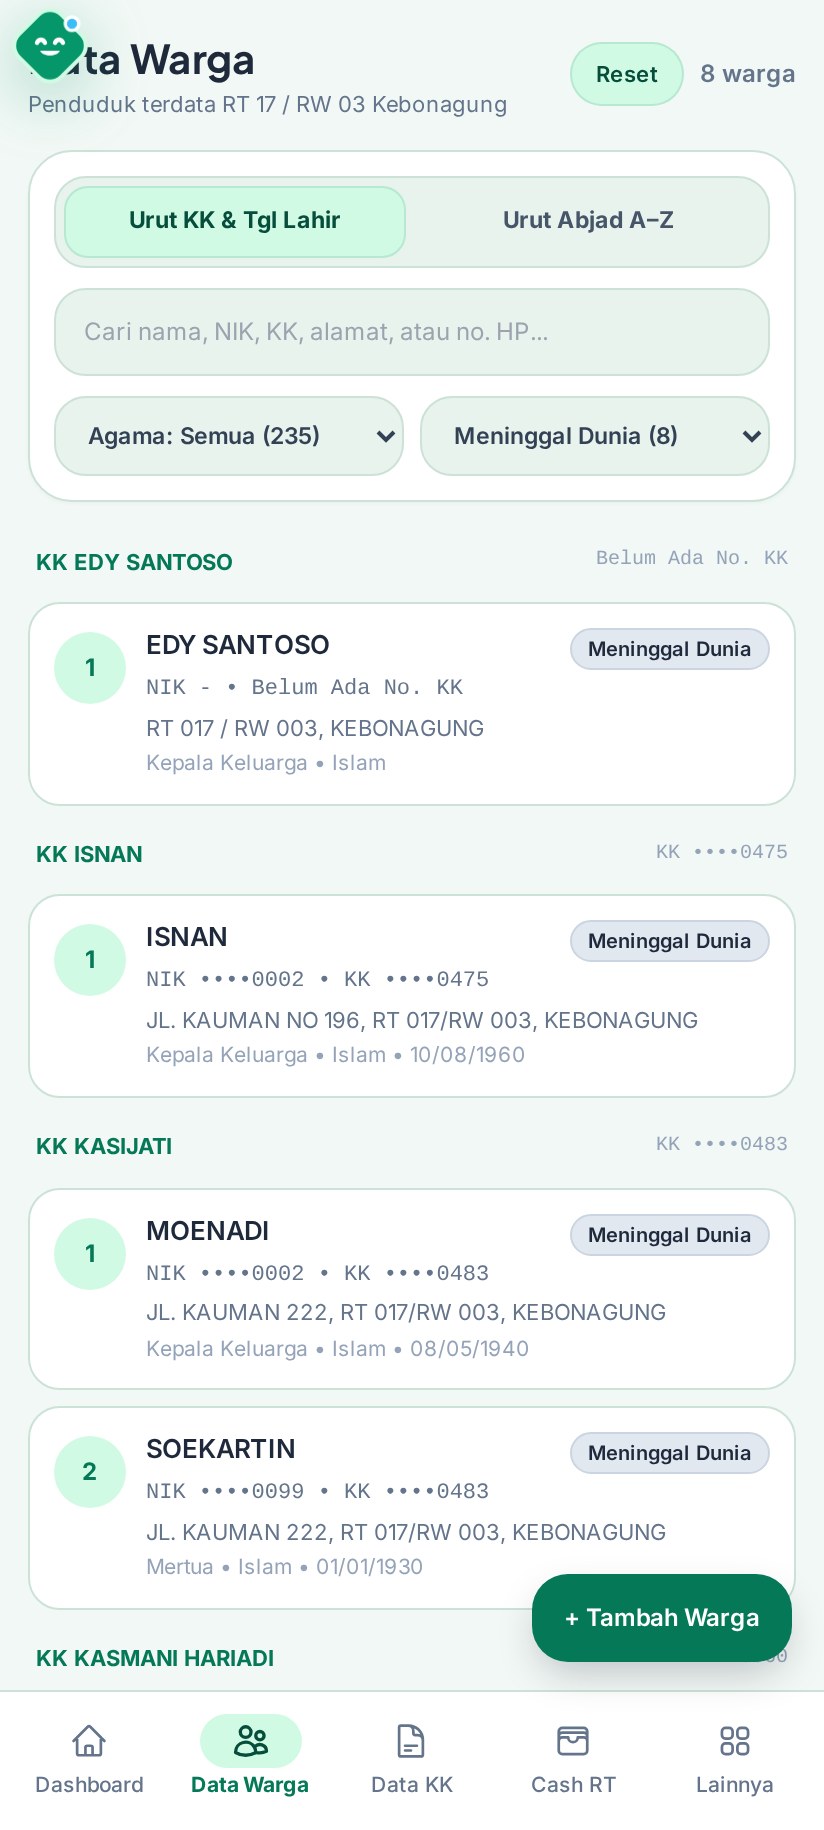 ta Warga
Penduduk terdata RT 17 / RW 03 Kebonagung
Reset
8 warga
Urut KK & Tgl Lahir
Urut Abjad A–Z
Cari nama, NIK, KK, alamat, atau no. HP...
Agama: Semua (235)
Meninggal Dunia (8)
KK EDY SANTOSO
Belum Ada No. KK
1
EDY SANTOSO
Meninggal Dunia
NIK - • Belum Ada No. KK
RT 017 / RW 003, KEBONAGUNG
Kepala Keluarga • Islam
KK ISNAN
KK ••••0475
1
ISNAN
Meninggal Dunia
NIK ••••0002 • KK ••••0475
JL. KAUMAN NO 196, RT 017/RW 003, KEBONAGUNG
Kepala Keluarga • Islam • 10/08/1960
KK KASIJATI
KK ••••0483
1
MOENADI
Meninggal Dunia
NIK ••••0002 • KK ••••0483
JL. KAUMAN 222, RT 017/RW 003, KEBONAGUNG
Kepala Keluarga • Islam • 08/05/1940
2
SOEKARTIN
Meninggal Dunia
NIK ••••0099 • KK ••••0483
JL. KAUMAN 222, RT 017/RW 003, KEBONAGUNG
Mertua • Islam • 01/01/1930
+ Tambah Warga
KK KASMANI HARIADI
Dashboard
Data Warga
Data KK
Cash RT
Lainnya